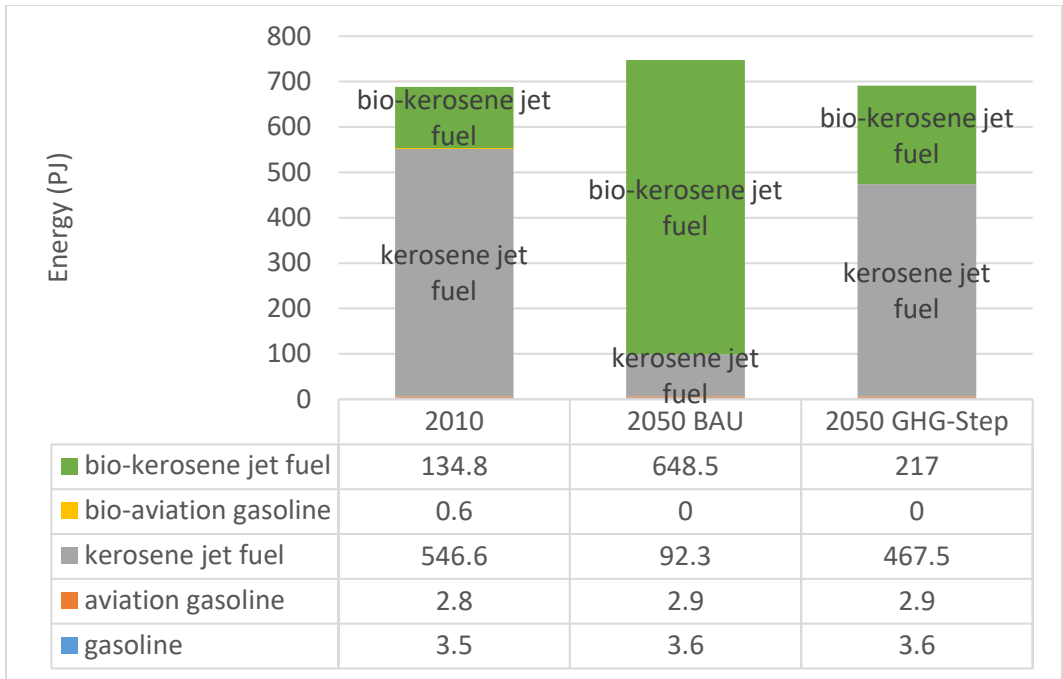 800
700
600
500
400
300
200
100
0
Energy (PJ)
bio-kerosene jet
fuel
kerosene jet
fuel
bio-kerosene jet
fuel
kerosene jet
fuel
bio-kerosene jet
fuel
kerosene jet
fuel
2010 2050 BAU 2050 GHG-Step
bio-kerosene jet fuel 134.8 648.5 217
bio-aviation gasoline 0.6 0 0
kerosene jet fuel 546.6 92.3 467.5
aviation gasoline 2.8 2.9 2.9
gasoline 3.5 3.6 3.6